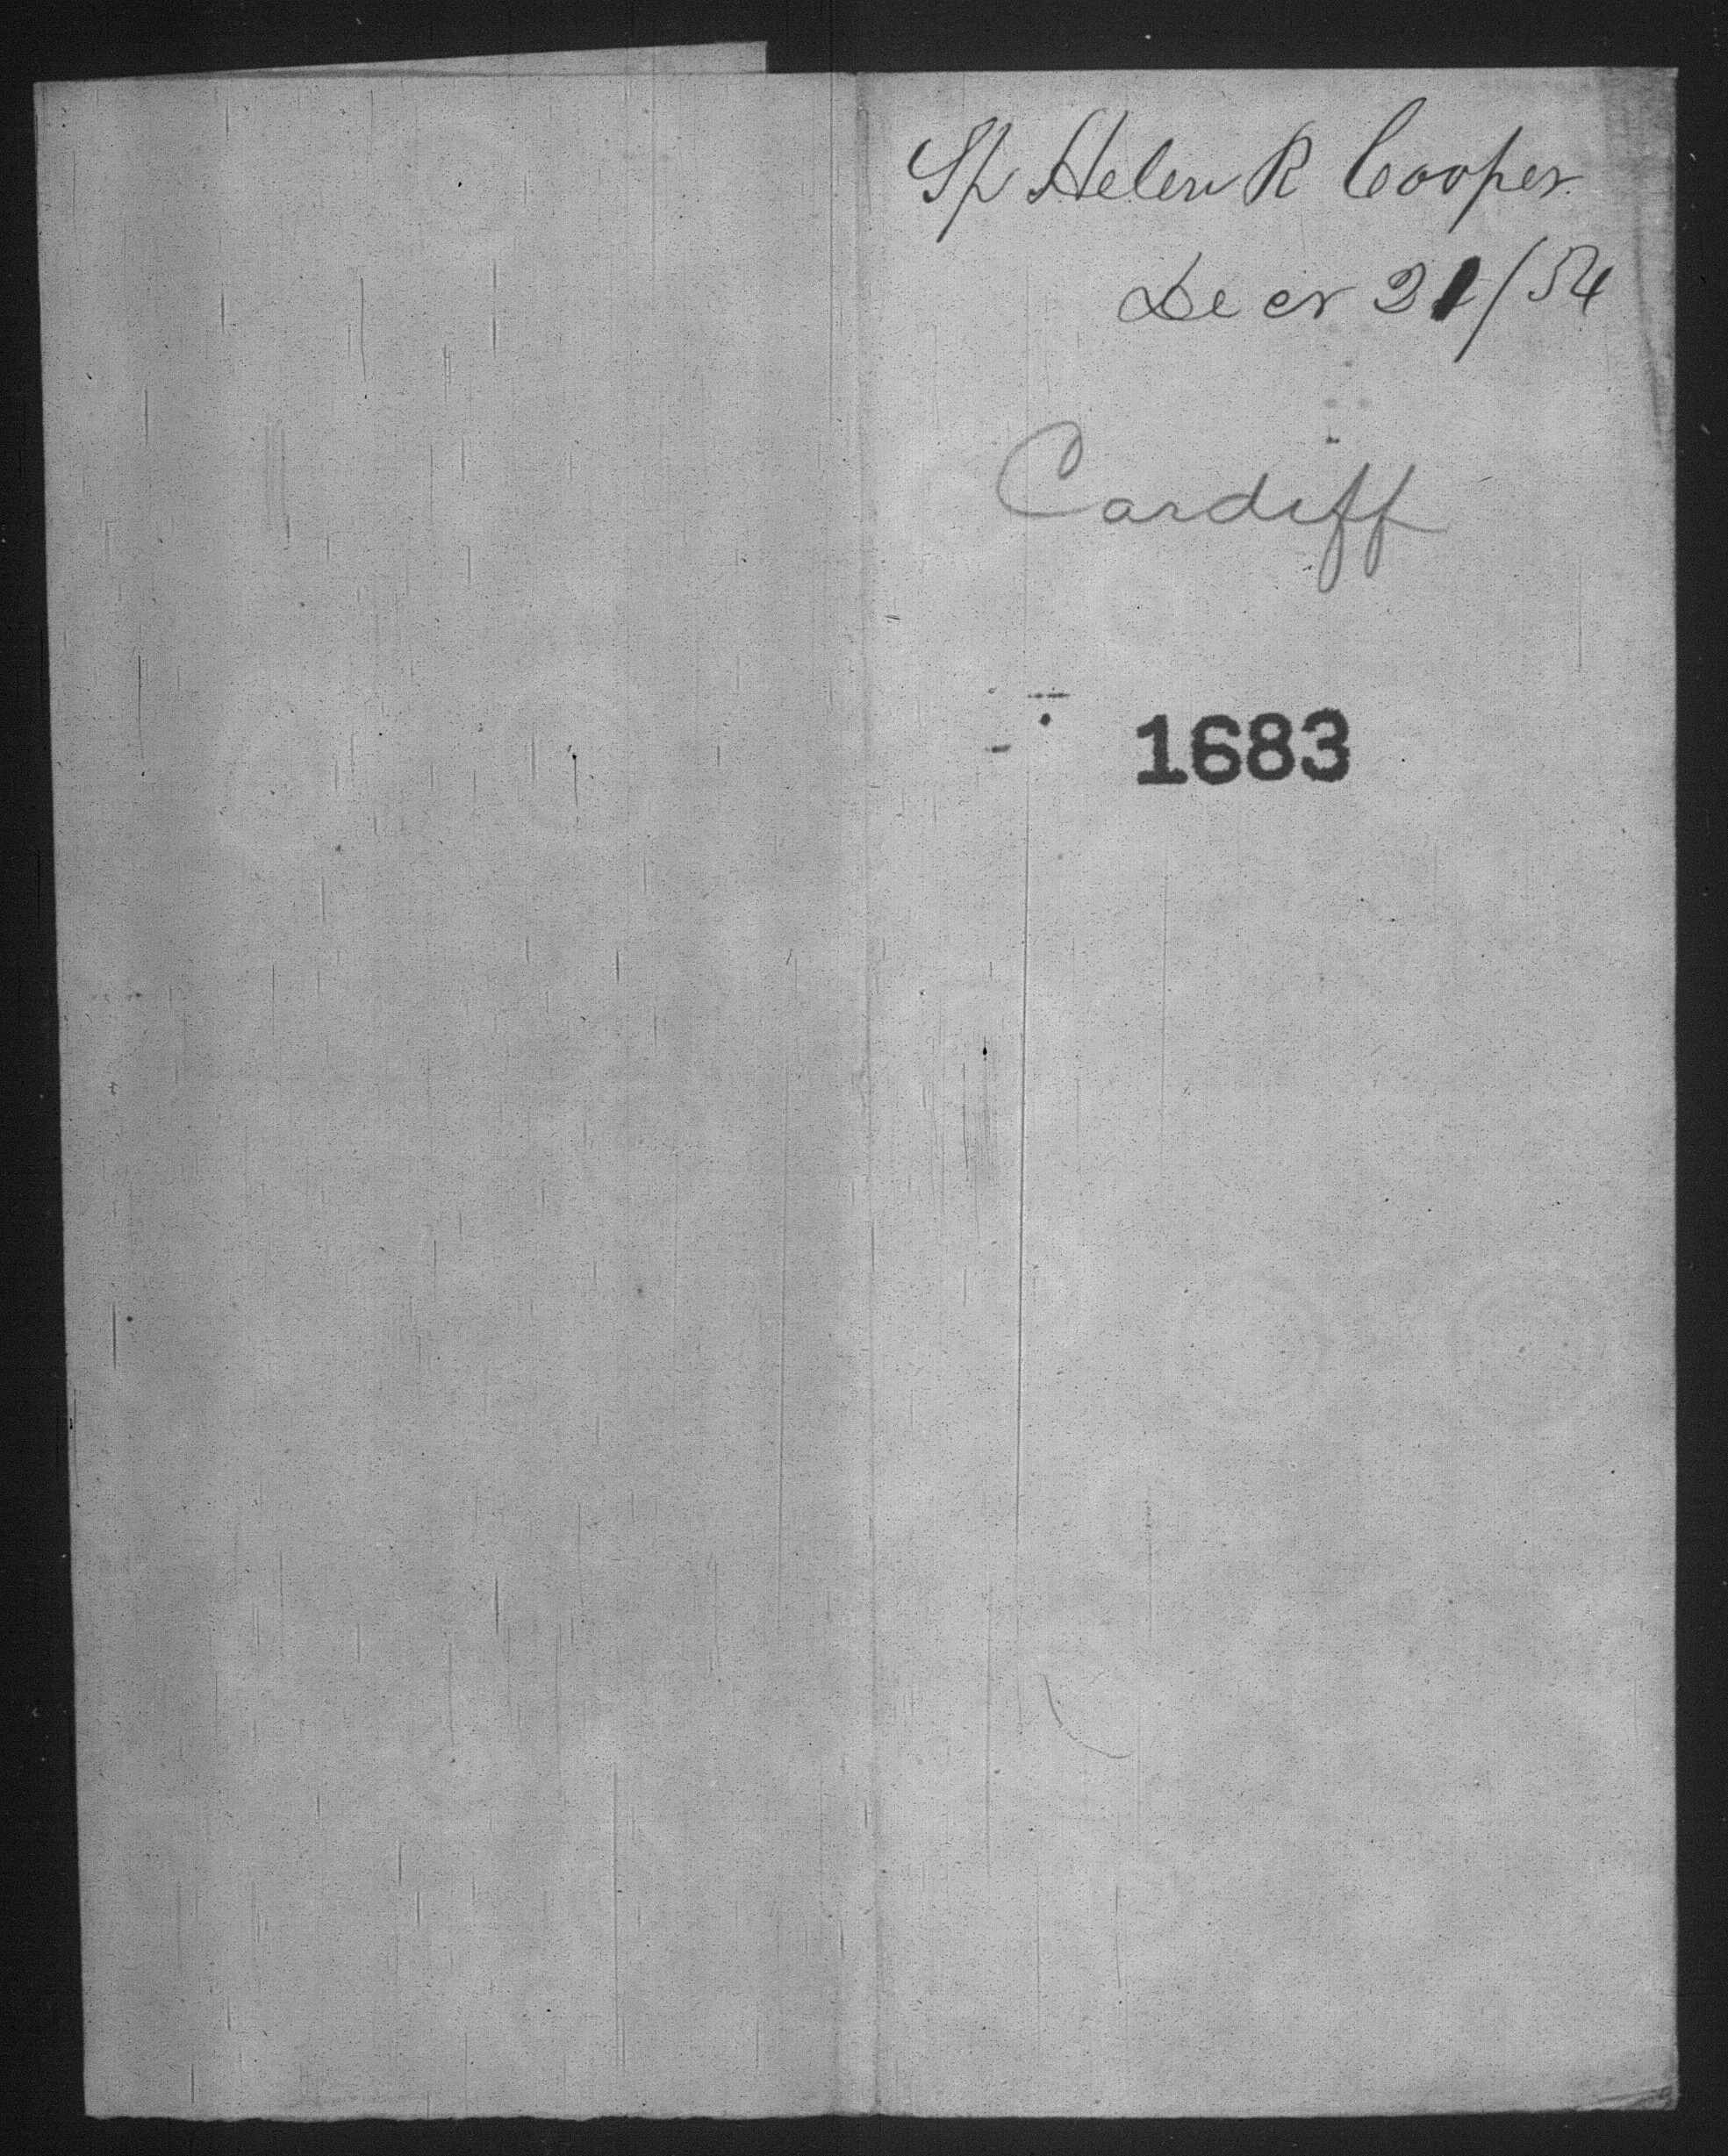 Sp Helen R Cooper
Decr 21/54
Cardiff
1683